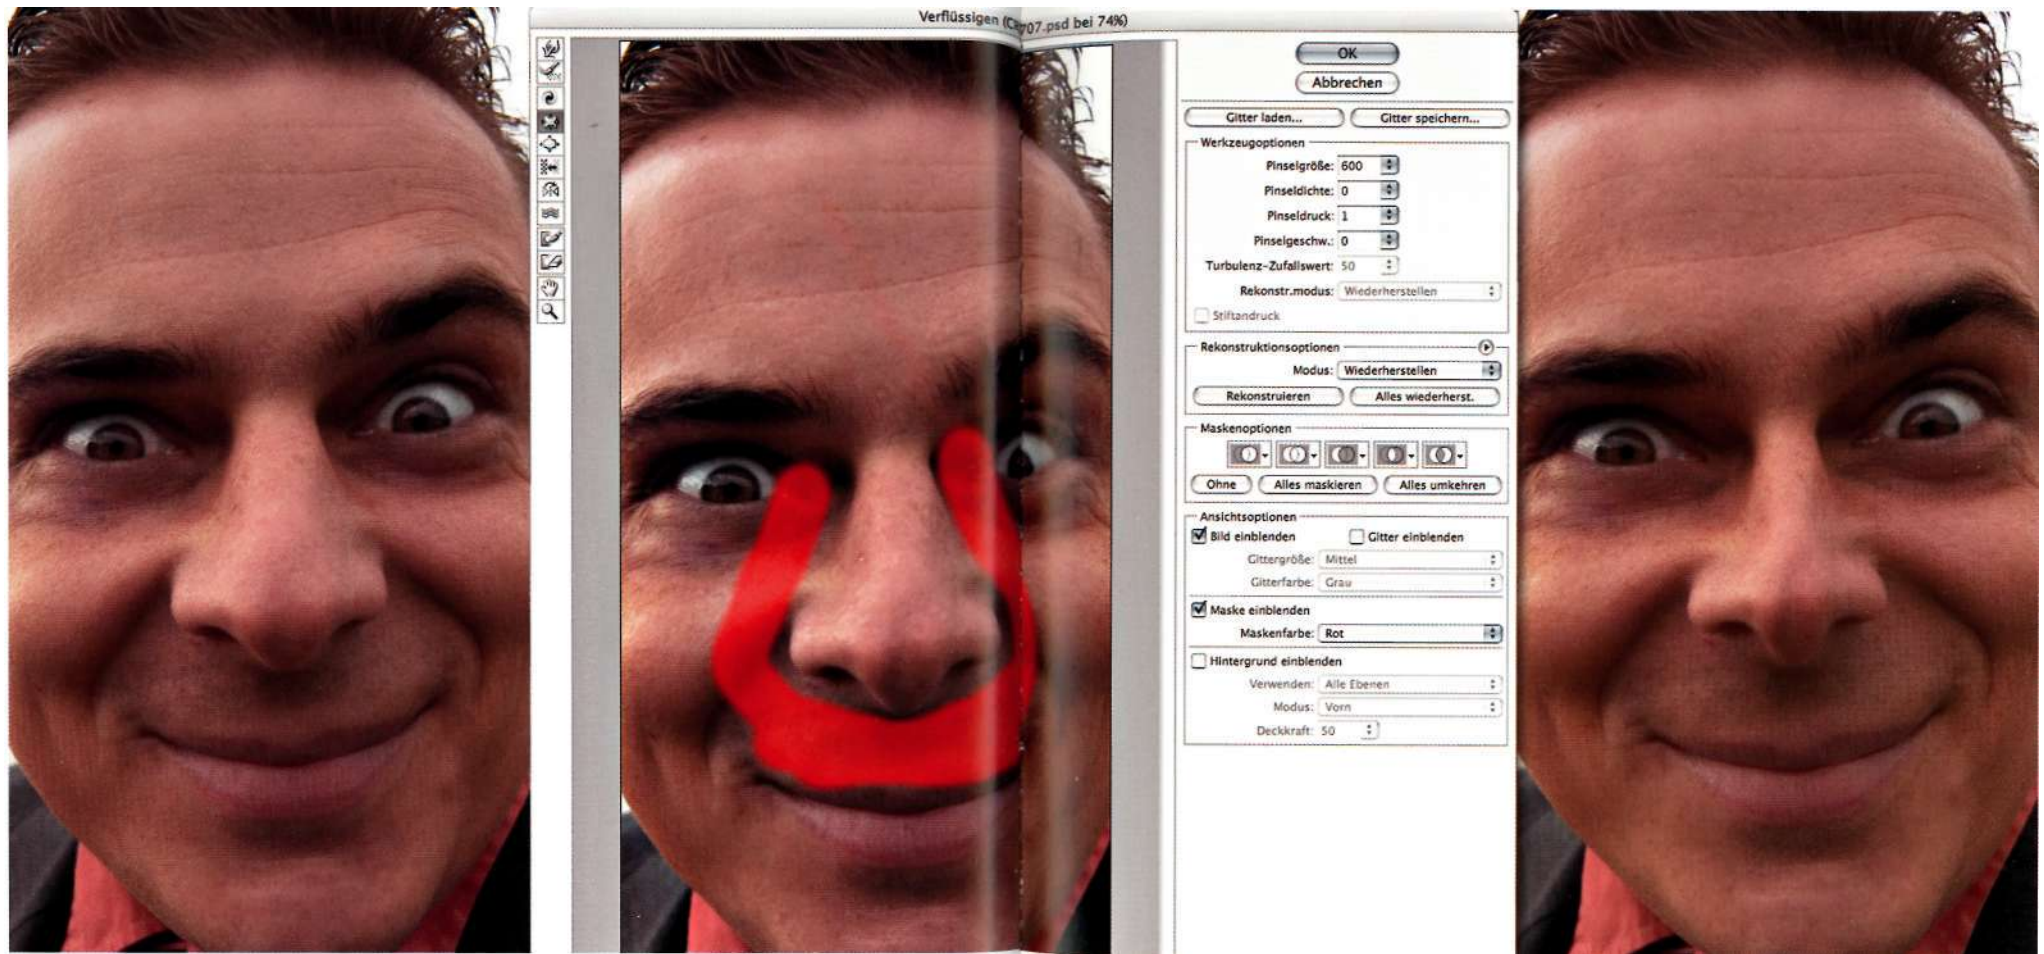 Verflüssigen (C
707.psd bei 74%)
OK
Abbrechen
Gitter laden... Gitter speichern...
Werkzeugoptionen
Pinselgröße: 600
Pinseldichte: 0
Pinseldruck: 1
Pinselgeschw.: 0
Turbulenz-Zufallswert: 50
Rekonstr.modus: Wiederherstellen
Stiftandruck
Rekonstruktionsoptionen
Modus: Wiederherstellen
Rekonstruieren Alles wiederherst.
Maskenoptionen
Ohne Alles maskieren Alles umkehren
Ansichtsoptionen
Bild einblenden Gitter einblenden
Gittergröße: Mittel
Gitterfarbe: Grau
Maske einblenden
Maskenfarbe: Rot
Hintergrund einblenden
Verwenden: Alle Ebenen
Modus: Vorn
Deckkraft: 50